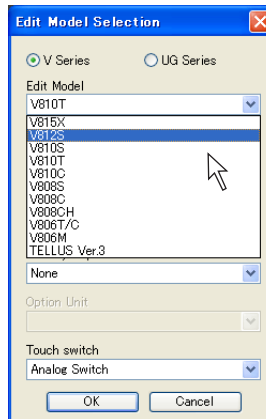 Edit Model Selection
V Series
UG Series
Edit Model
V810T
V815X
V812S
V810S
V810T
V810C
V808S
V808C
V808CH
V806T/C
V806M
TELLUS Ver.3
None
Option Unit
Touch switch
Analog Switch
OK
Cancel